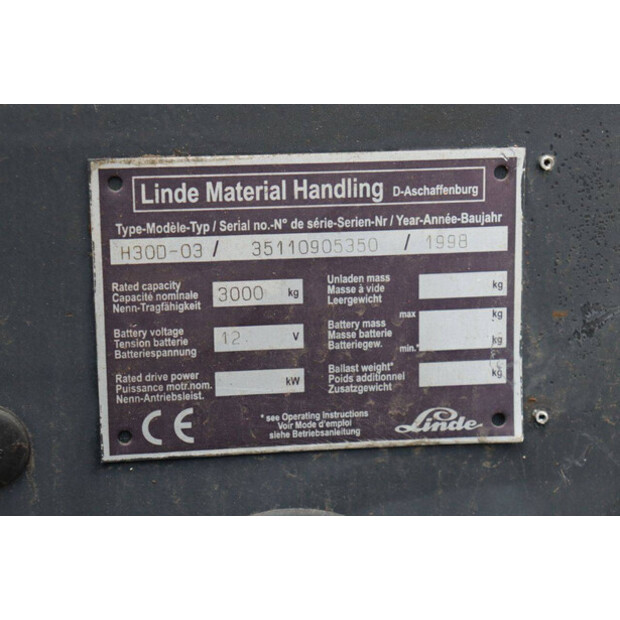 Linde Material Handling D-Aschaffenburg
Type-Modèle-Typ / Serial no.-N° de série-Serien-Nr / Year-Année-Baujahr
H30D-03 / 35110905350 / 1998
Rated capacity
Capacité nominale
Nenn-Tragfähigkeit
3000 kg
Unladen mass
Masse à vide
Leergewicht
kg
Battery voltage
Tension batterie
Batteriespannung
12 V
Battery mass
Masse batterie
Batteriegew.
max kg
min.* kg
Rated drive power
Puissance motr.nom.
Nenn-Antriebsleist.
kW
Ballast weight*
Poids additionnel
Zusatzgewicht
kg
CE
* see Operating Instructions
Voir Mode d'emploi
siehe Betriebsanleitung
Linde